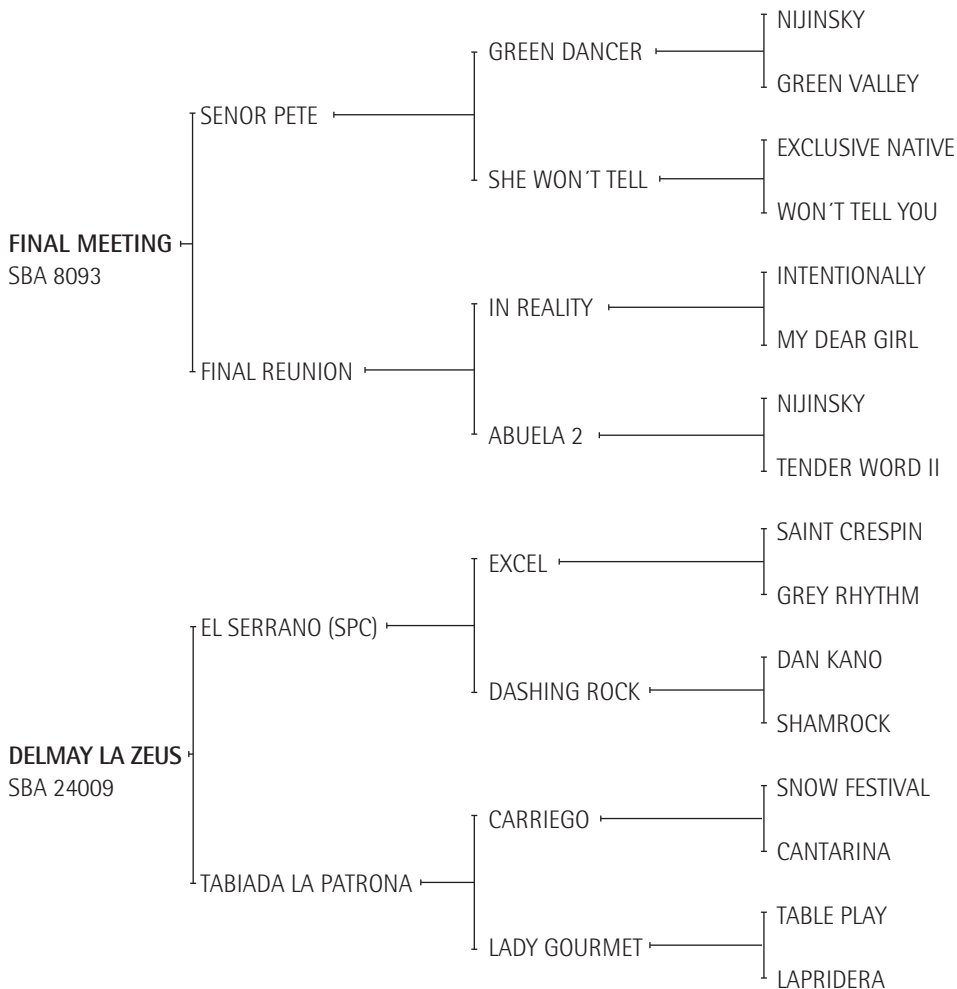 NIJINSKY
GREEN DANCER
GREEN VALLEY
SENOR PETE
EXCLUSIVE NATIVE
SHE WON´T TELL
WON´T TELL YOU
FINAL MEETING
SBA 8093
INTENTIONALLY
IN REALITY
MY DEAR GIRL
FINAL REUNION
NIJINSKY
ABUELA 2
TENDER WORD II
SAINT CRESPIN
EXCEL
GREY RHYTHM
EL SERRANO (SPC)
DAN KANO
DASHING ROCK
SHAMROCK
DELMAY LA ZEUS
SBA 24009
SNOW FESTIVAL
CARRIEGO
CANTARINA
TABIADA LA PATRONA
TABLE PLAY
LADY GOURMET
LAPRIDERA